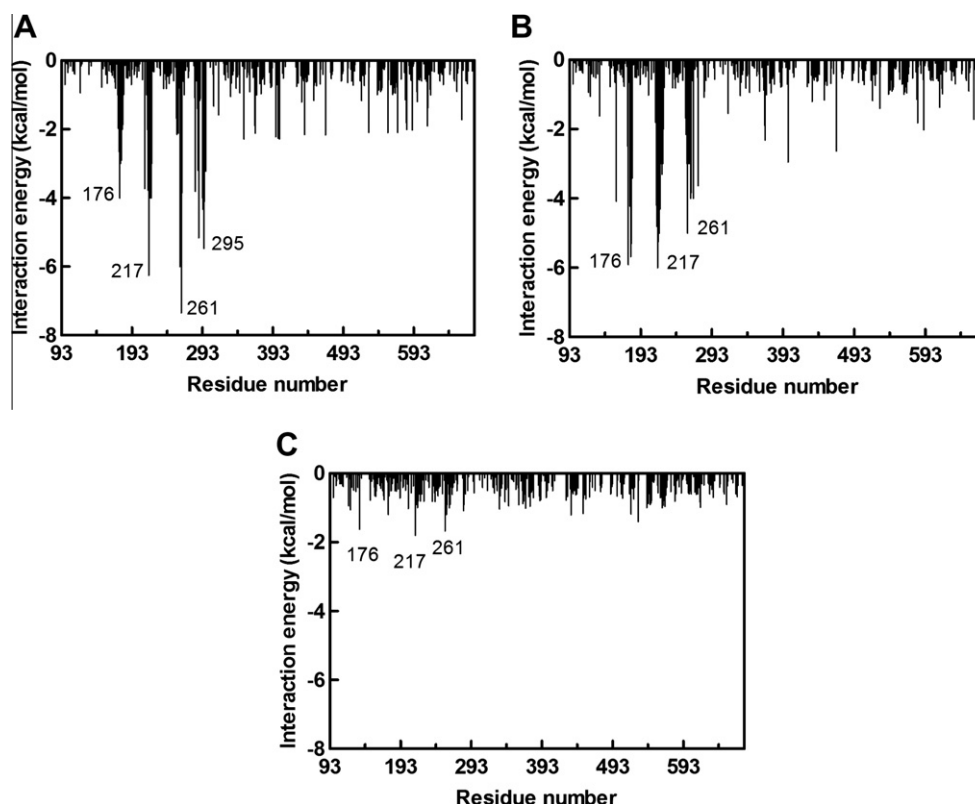 A
Interaction energy (kcal/mol)
0
-2
-4
-6
-8
176
217
261
295
93 193 293 393 493 593
Residue number
B
Interaction energy (kcal/mol)
0
-2
-4
-6
-8
176
217
261
93 193 293 393 493 593
Residue number
C
Interaction energy (kcal/mol)
0
-2
-4
-6
-8
176 217 261
93 193 293 393 493 593
Residue number